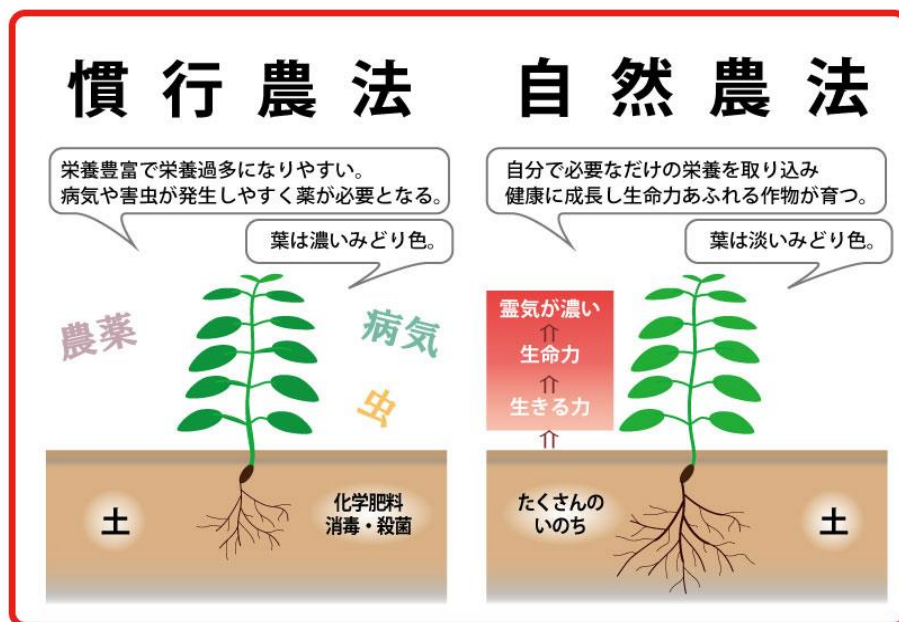 慣行農法
栄養豊富で栄養過多になりやすい。
病気や害虫が発生しやすく薬が必要となる。
葉は濃いみどり色。
農薬
病気
虫
土
化学肥料
消毒・殺菌
自然農法
自分で必要なだけの栄養を取り込み
健康に成長し生命力あふれる作物が育つ。
葉は淡いみどり色。
霊気が濃い
生命力
生きる力
たくさんの
いのち
土